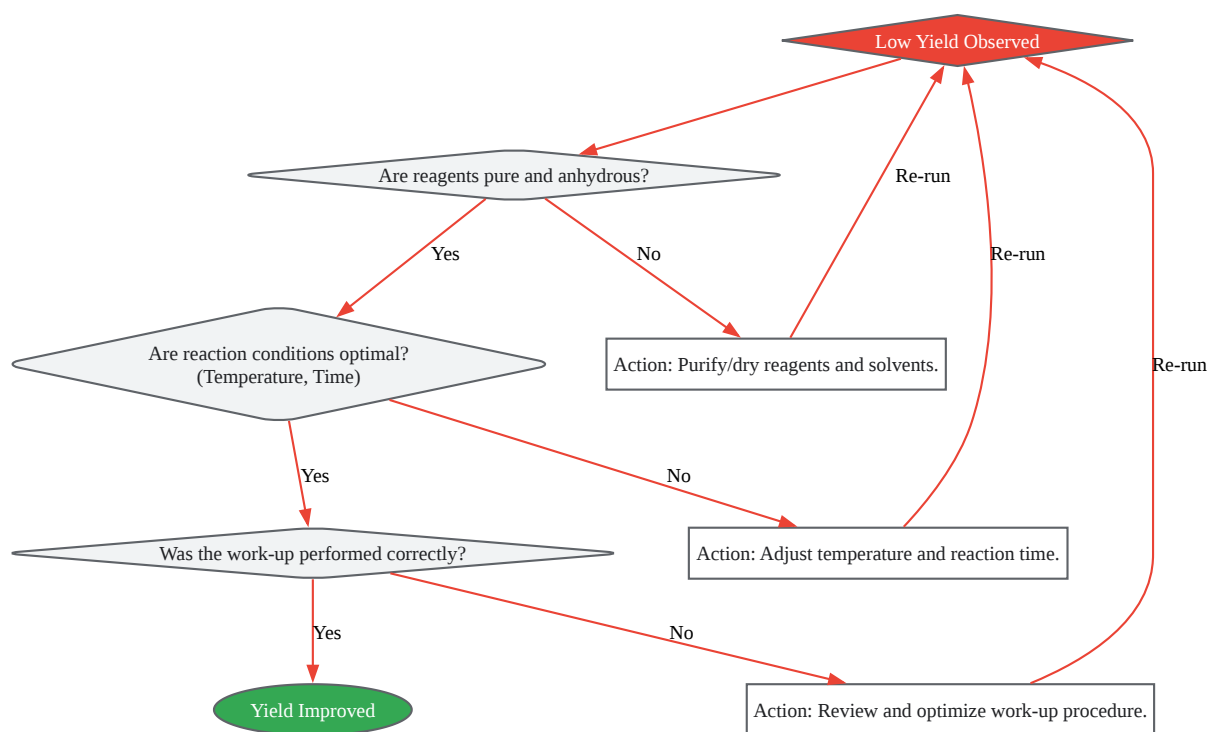 Low Yield Observed
Are reagents pure and anhydrous?
Re-run
Yes
No
Re-run
Are reaction conditions optimal?
(Temperature, Time)
Action: Purify/dry reagents and solvents.
Re-run
Yes
No
Was the work-up performed correctly?
Action: Adjust temperature and reaction time.
Yes
No
Yield Improved
Action: Review and optimize work-up procedure.